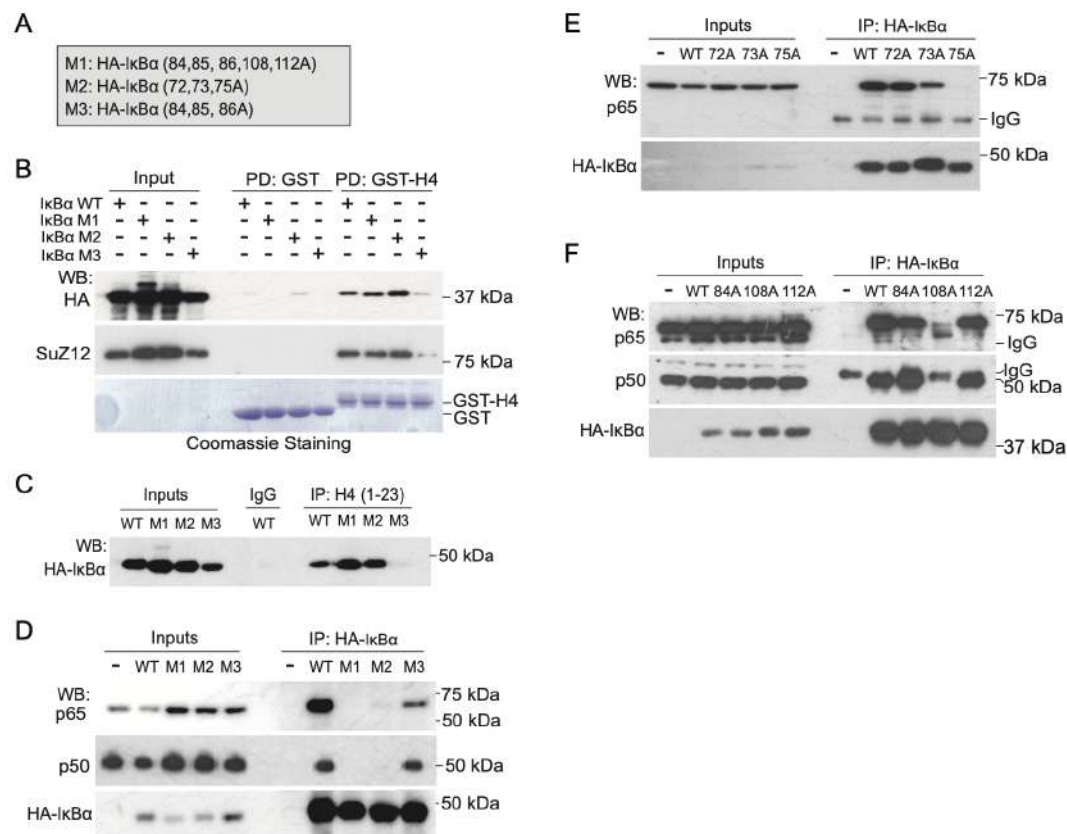 A
M1: HA-IκBα (84,85, 86,108,112A)
M2: HA-IκBα (72,73,75A)
M3: HA-IκBα (84,85, 86A)
B
Input PD: GST PD: GST-H4
IκBα WT + - - - + - - - + - - -
IκBα M1 - + - - - + - - - + - -
IκBα M2 - - + - - - + - - - + -
IκBα M3 - - - + - - - + - - - +
WB:
HA
37 kDa
SuZ12
75 kDa
GST-H4
GST
Coomassie Staining
C
Inputs IgG IP: H4 (1-23)
WT M1 M2 M3 WT WT M1 M2 M3
WB:
HA-IκBα
50 kDa
D
Inputs IP: HA-IκBα
- WT M1 M2 M3 - WT M1 M2 M3
WB:
p65
75 kDa
50 kDa
p50
50 kDa
HA-IκBα
50 kDa
E
Inputs IP: HA-IκBα
- WT 72A 73A 75A - WT 72A 73A 75A
WB:
p65
75 kDa
IgG
HA-IκBα
50 kDa
F
Inputs IP: HA-IκBα
- WT 84A 108A 112A - WT 84A 108A 112A
WB:
p65
75 kDa
IgG
p50
IgG
50 kDa
HA-IκBα
37 kDa